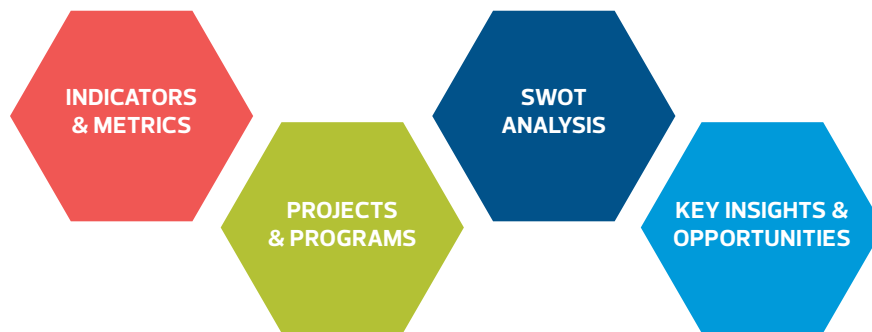 INDICATORS
& METRICS
PROJECTS
& PROGRAMS
SWOT
ANALYSIS
KEY INSIGHTS &
OPPORTUNITIES